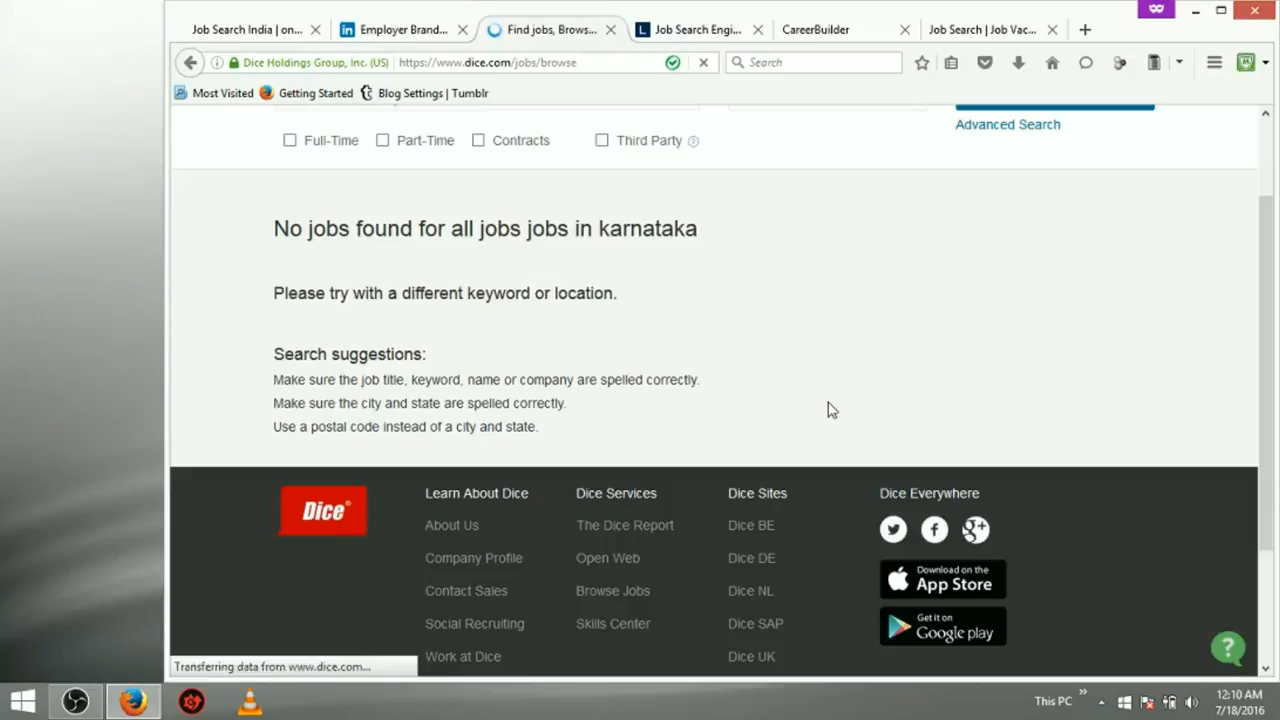 Job Search India | on...
Employer Brand...
Find jobs, Brows...
Job Search Engi...
CareerBuilder
Job Search | Job Vac...
Dice Holdings Group, Inc. (US)
https://www.dice.com/jobs/browse
Search
Most Visited
Getting Started
Blog Settings | Tumblr
Advanced Search
Full-Time
Part-Time
Contracts
Third Party
No jobs found for all jobs jobs in karnataka
Please try with a different keyword or location.
Search suggestions:
Make sure the job title, keyword, name or company are spelled correctly.
Make sure the city and state are spelled correctly.
Use a postal code instead of a city and state.
Dice
Learn About Dice
About Us
Company Profile
Contact Sales
Social Recruiting
Work at Dice
Dice Services
The Dice Report
Open Web
Browse Jobs
Skills Center
Dice Sites
Dice BE
Dice DE
Dice NL
Dice SAP
Dice UK
Dice Everywhere
Download on the
App Store
Get it on
Google play
Transferring data from www.dice.com...
This PC
12:10 AM
7/18/2016